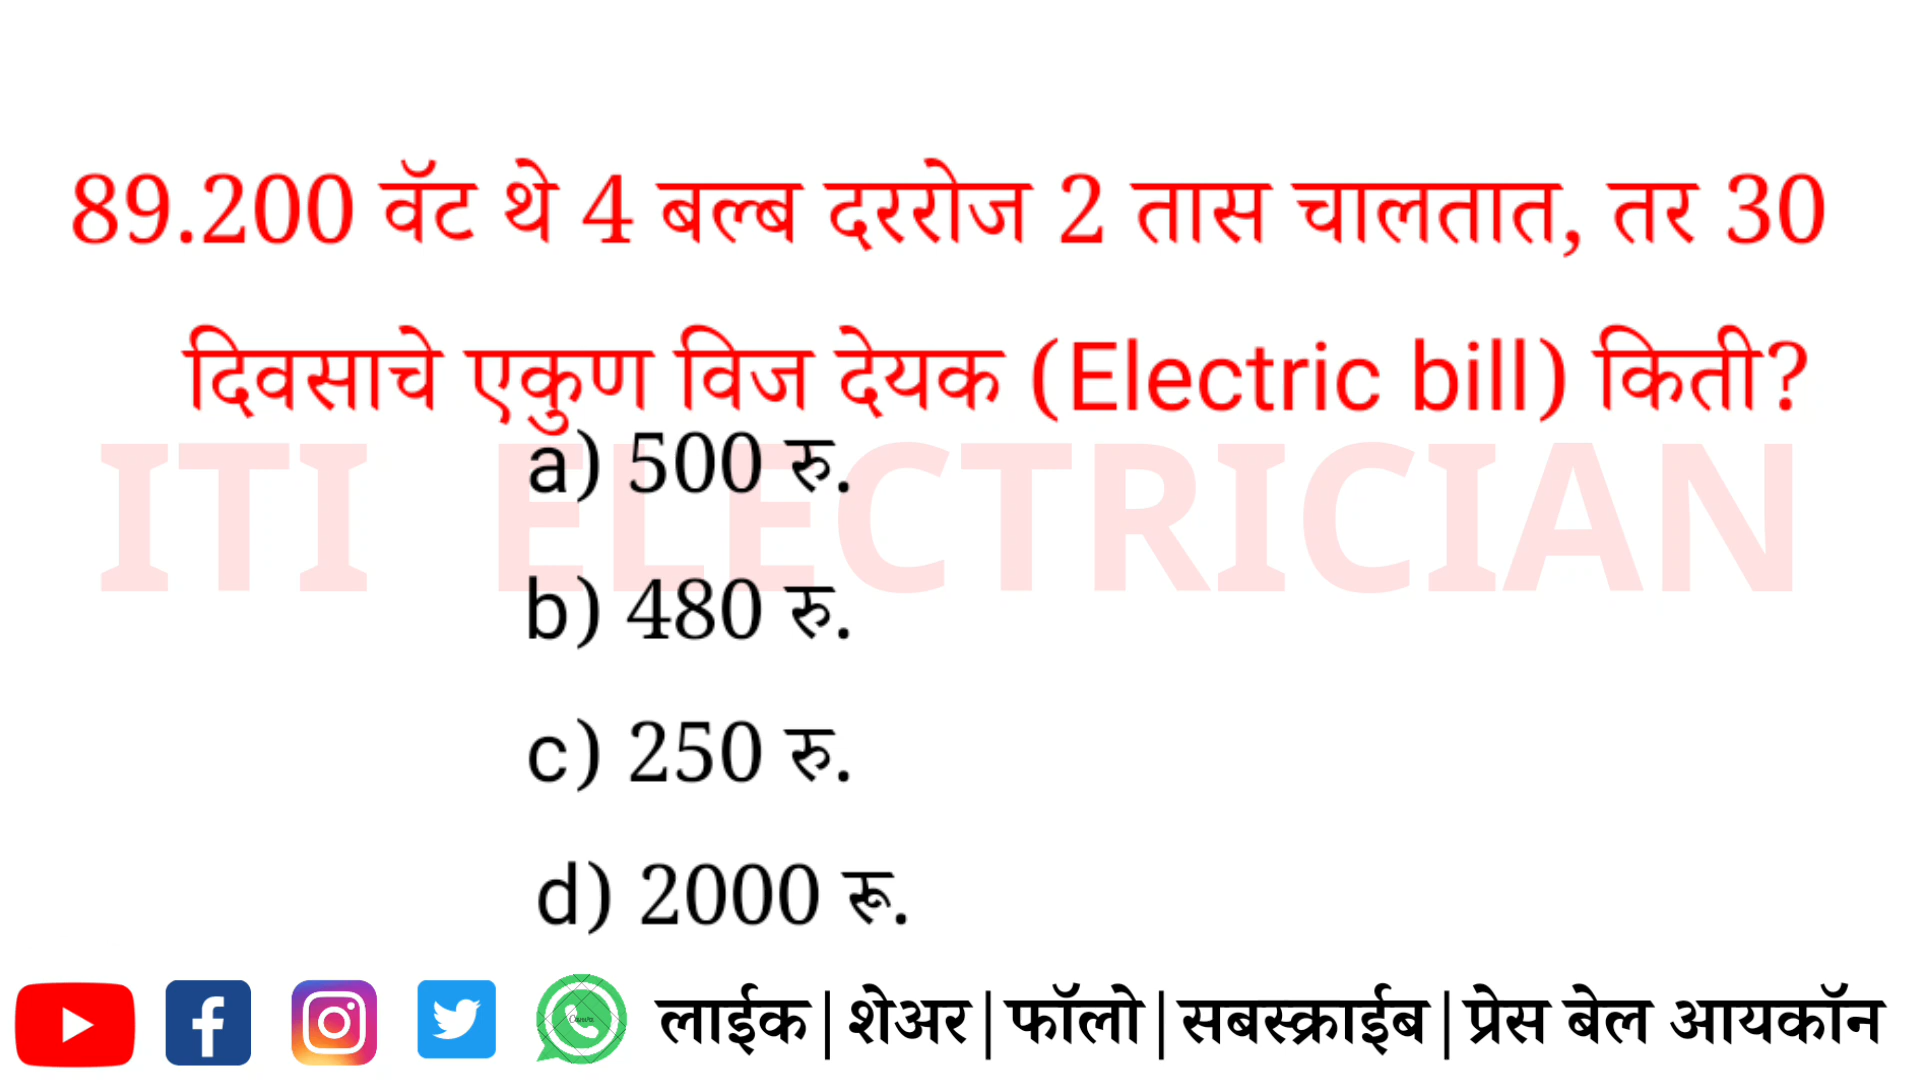 89.200 वॅट थे 4 बल्ब दररोज 2 तास चालतात, तर 30
दिवसाचे एकुण विज देयक (Electric bill) किती?
a) 500 रु.
ITI ELECTRICIAN
b) 480 रु.
c) 250 रु.
d) 2000 रू.
लाईक|शेअर|फॉलो|सबस्क्राईब|प्रेस बेल आयकॉन